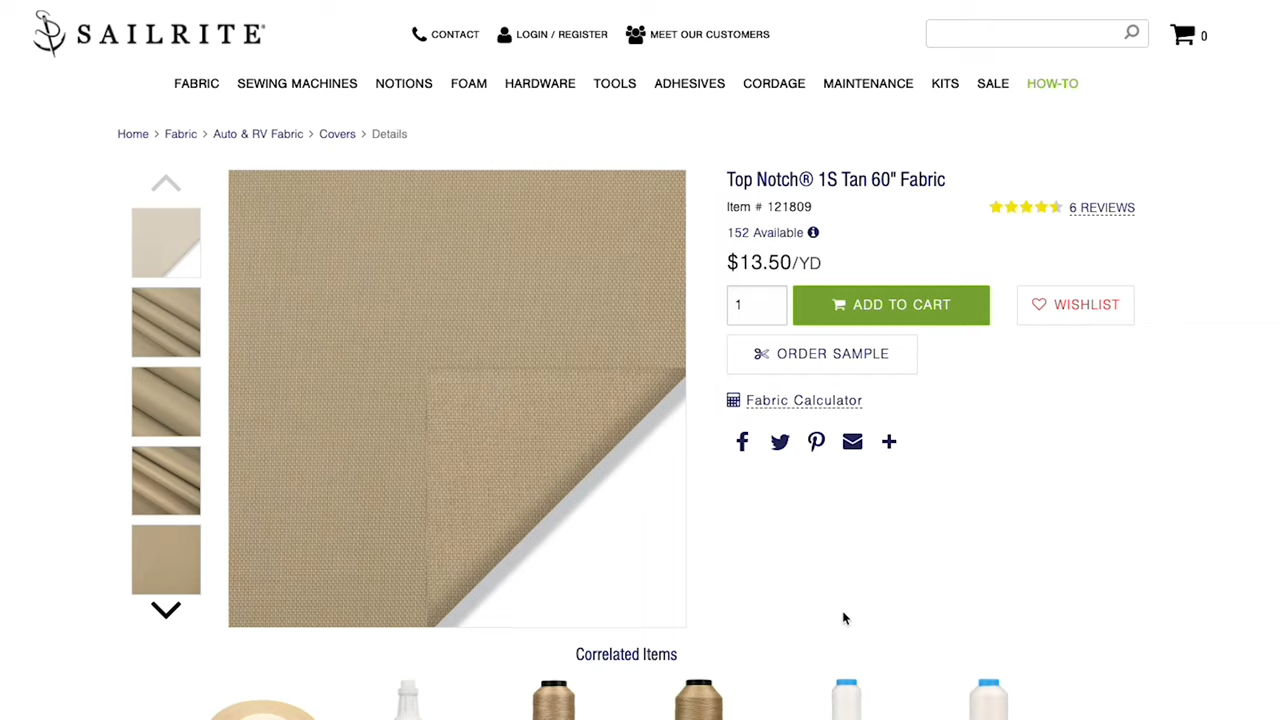 SAILRITE®
CONTACT
LOGIN / REGISTER
MEET OUR CUSTOMERS
0
FABRIC SEWING MACHINES NOTIONS FOAM HARDWARE TOOLS ADHESIVES CORDAGE MAINTENANCE KITS SALE HOW-TO
Home > Fabric > Auto & RV Fabric > Covers > Details
Top Notch® 1S Tan 60" Fabric
Item # 121809
6 REVIEWS
152 Available
$13.50/YD
1
ADD TO CART
WISHLIST
ORDER SAMPLE
Fabric Calculator
Correlated Items